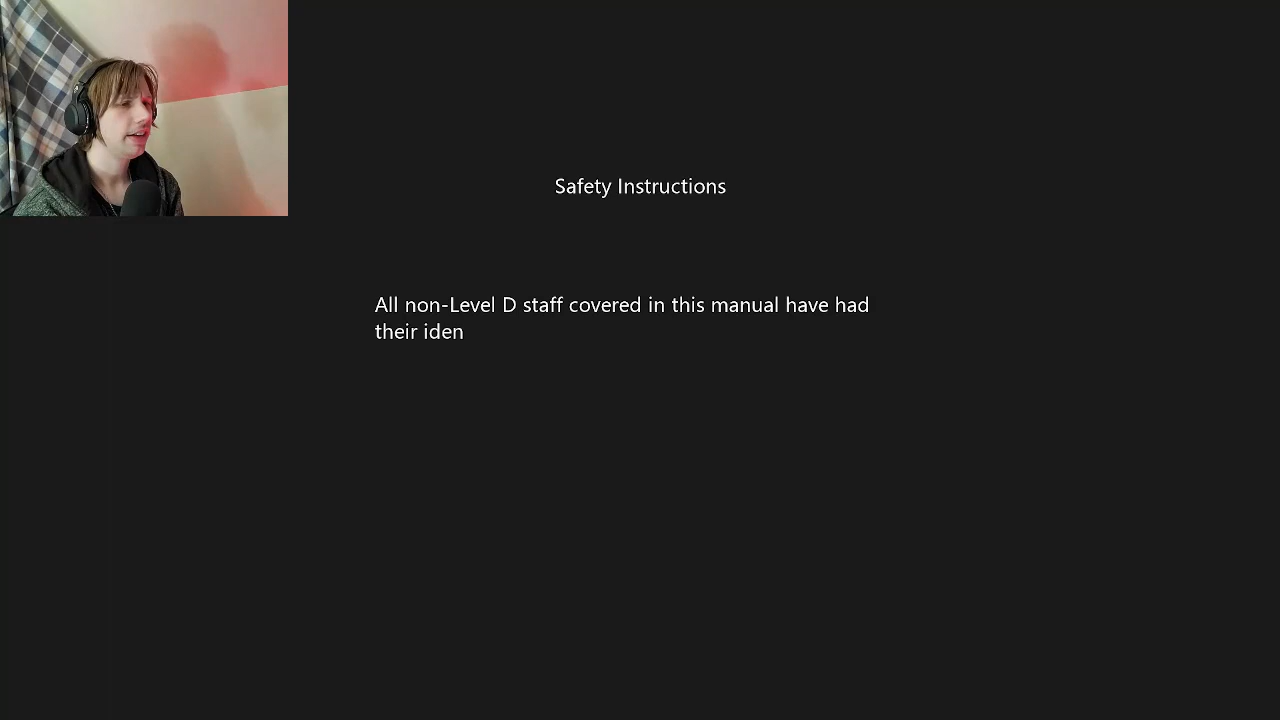 Safety Instructions
All non-Level D staff covered in this manual have had
their iden